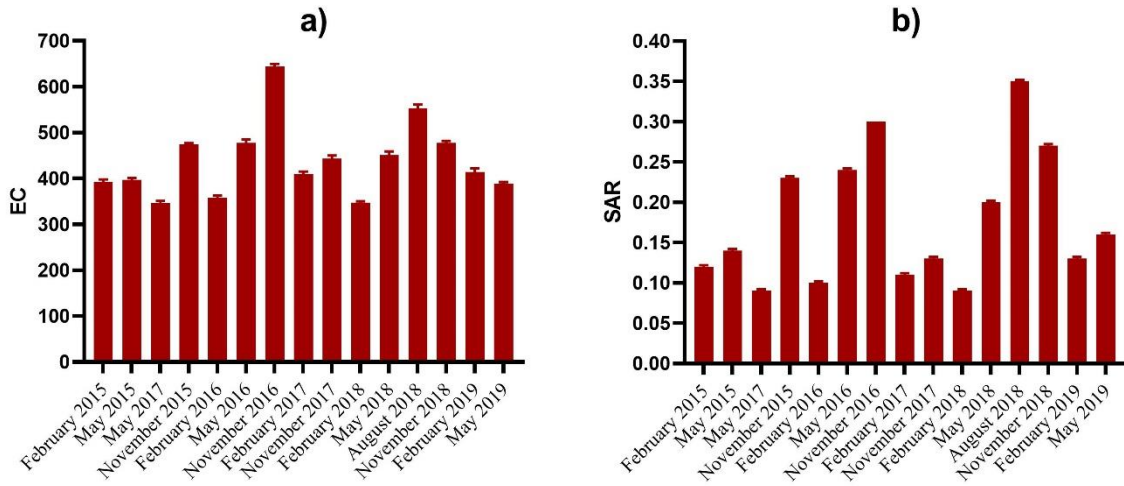 a)
EC
700
600
500
400
300
200
100
0
February 2015
May 2015
May 2017
November 2015
February 2016
May 2016
November 2016
February 2017
November 2017
February 2018
May 2018
August 2018
November 2018
February 2019
May 2019
b)
SAR
0.40
0.35
0.30
0.25
0.20
0.15
0.10
0.05
0.00
February 2015
May 2015
May 2017
November 2015
February 2016
May 2016
November 2016
February 2017
November 2017
February 2018
May 2018
August 2018
November 2018
February 2019
May 2019